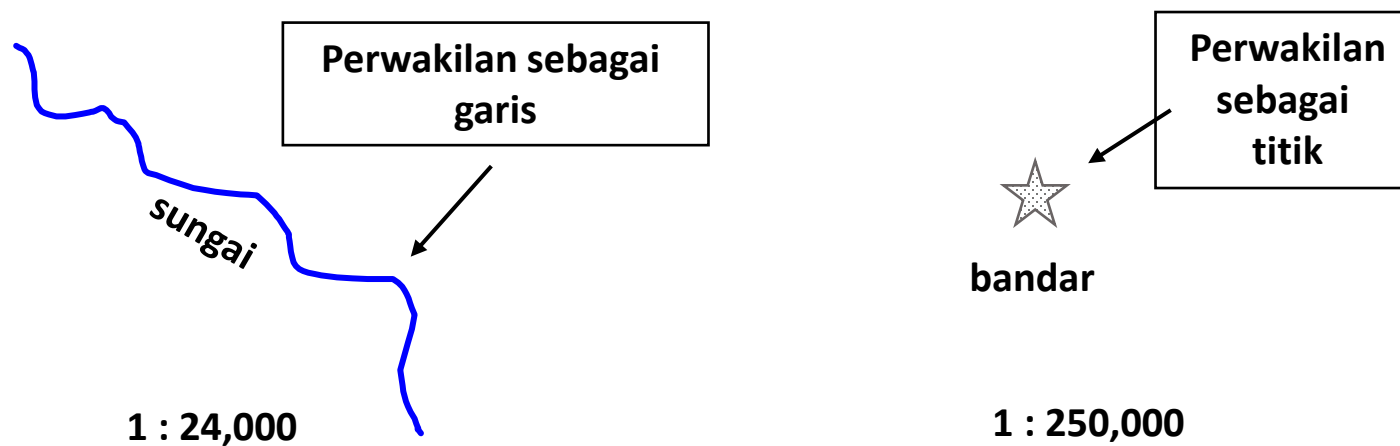 Perwakilan sebagai
garis
sungai
1 : 24,000
Perwakilan
sebagai
titik
bandar
1 : 250,000